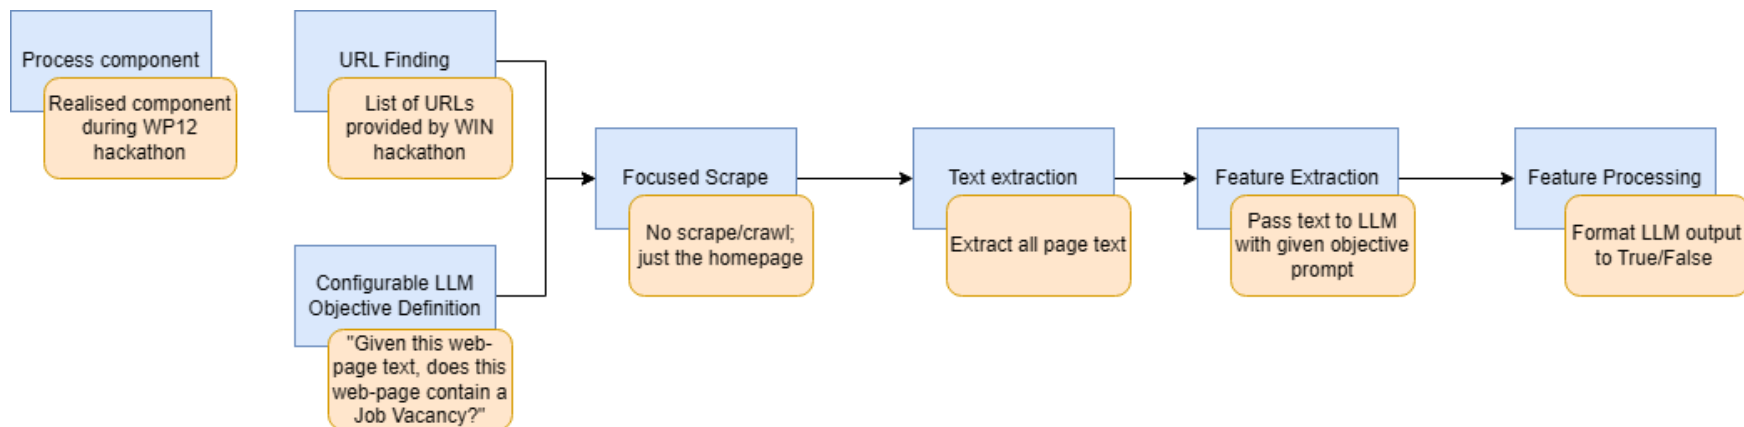 Process component
Realised component
during WP12
hackathon
URL Finding
List of URLs
provided by WIN
hackathon
Configurable LLM
Objective Definition
"Given this web-
page text, does this
web-page contain a
Job Vacancy?"
Focused Scrape
No scrape/crawl;
just the homepage
Text extraction
Extract all page text
Feature Extraction
Pass text to LLM
with given objective
prompt
Feature Processing
Format LLM output
to True/False